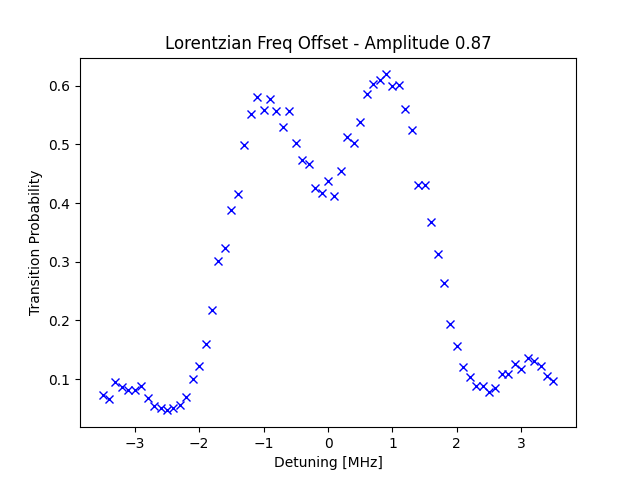 Lorentzian Freq Offset - Amplitude 0.87
Transition Probability
0.6
0.5
0.4
0.3
0.2
0.1
−3 −2 −1 0 1 2 3
Detuning [MHz]